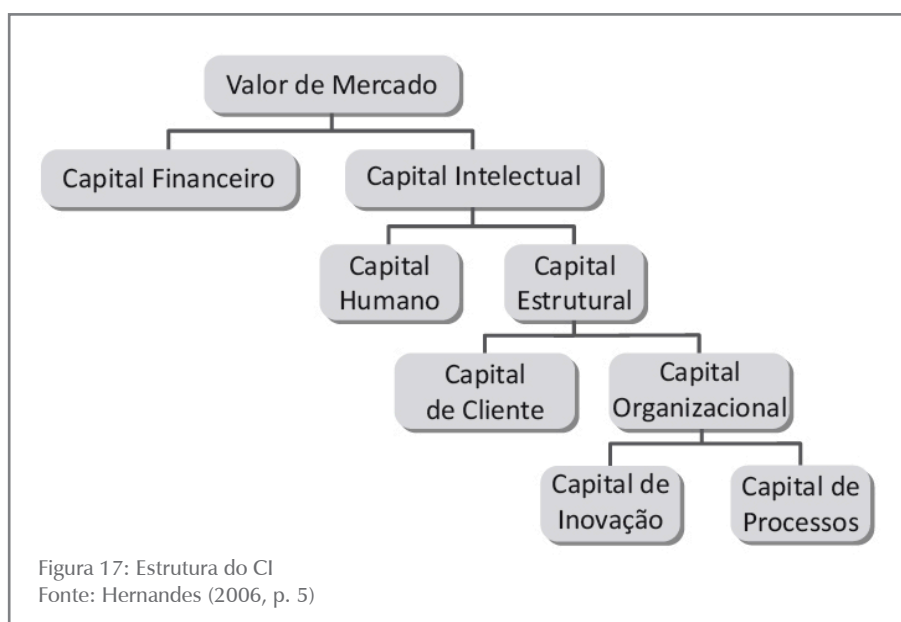 Valor de Mercado
Capital Financeiro
Capital Intelectual
Capital
Humano
Capital
Estrutural
Capital
de Cliente
Capital
Organizacional
Capital de
Inovação
Capital de
Processos
Figura 17: Estrutura do CI
Fonte: Hernandes (2006, p. 5)